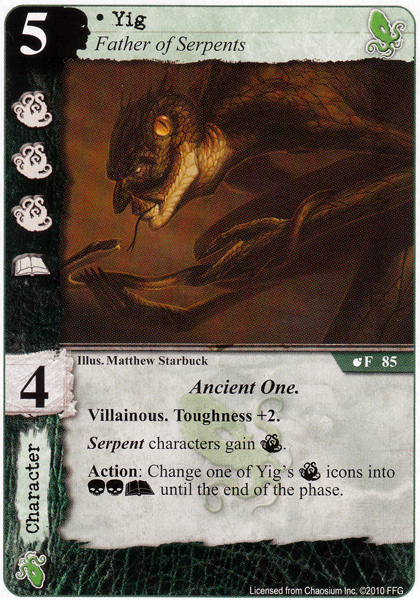 5
• Yig
Father of Serpents
Illus. Matthew Starbuck
F 85
4
Ancient One.
Villainous. Toughness +2.
Serpent characters gain .
Action: Change one of Yig's icons into
until the end of the phase.
Character
Licensed from Chaosium Inc. ©2010 FFG